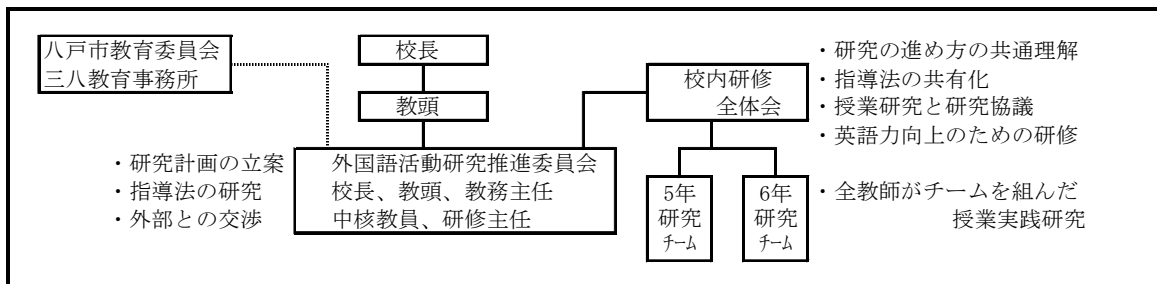 八戸市教育委員会
三八教育事務所
校長
教頭
・研究計画の立案
・指導法の研究
・外部との交渉
外国語活動研究推進委員会
校長、教頭、教務主任
中核教員、研修主任
校内研修
全体会
・研究の進め方の共通理解
・指導法の共有化
・授業研究と研究協議
・英語力向上のための研修
5年
研究
チーム
6年
研究
チーム
・全教師がチームを組んだ
授業実践研究